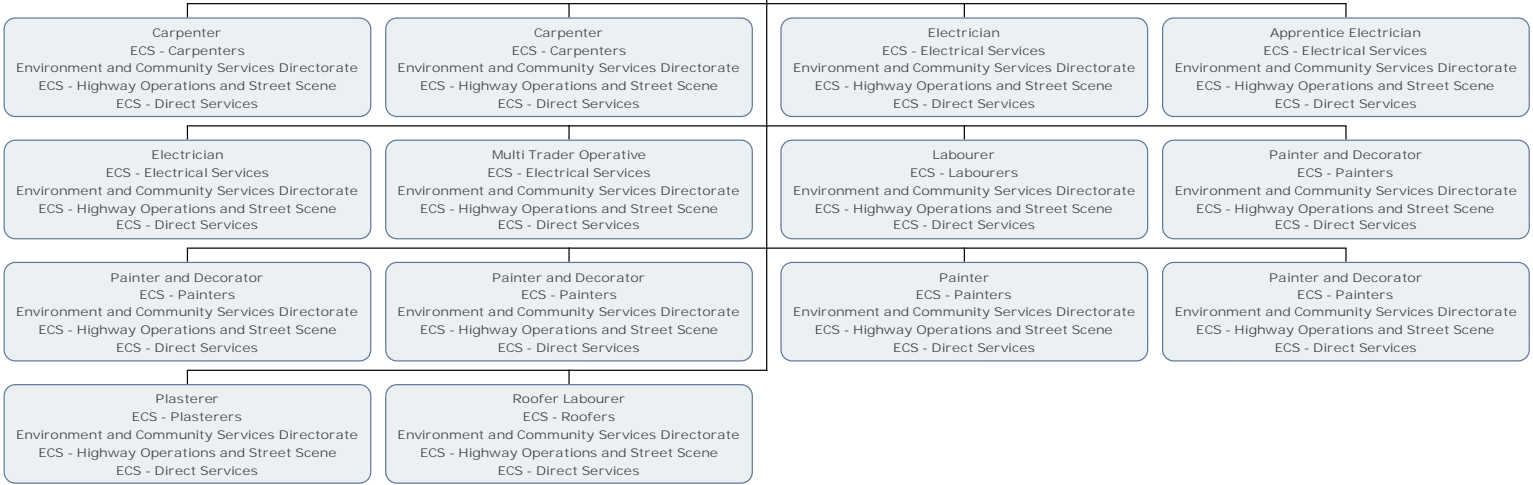 Carpenter
ECS - Carpenters
Environment and Community Services Directorate
ECS - Highway Operations and Street Scene
ECS - Direct Services
Carpenter
ECS - Carpenters
Environment and Community Services Directorate
ECS - Highway Operations and Street Scene
ECS - Direct Services
Electrician
ECS - Electrical Services
Environment and Community Services Directorate
ECS - Highway Operations and Street Scene
ECS - Direct Services
Apprentice Electrician
ECS - Electrical Services
Environment and Community Services Directorate
ECS - Highway Operations and Street Scene
ECS - Direct Services
Electrician
ECS - Electrical Services
Environment and Community Services Directorate
ECS - Highway Operations and Street Scene
ECS - Direct Services
Multi Trader Operative
ECS - Electrical Services
Environment and Community Services Directorate
ECS - Highway Operations and Street Scene
ECS - Direct Services
Labourer
ECS - Labourers
Environment and Community Services Directorate
ECS - Highway Operations and Street Scene
ECS - Direct Services
Painter and Decorator
ECS - Painters
Environment and Community Services Directorate
ECS - Highway Operations and Street Scene
ECS - Direct Services
Painter and Decorator
ECS - Painters
Environment and Community Services Directorate
ECS - Highway Operations and Street Scene
ECS - Direct Services
Painter and Decorator
ECS - Painters
Environment and Community Services Directorate
ECS - Highway Operations and Street Scene
ECS - Direct Services
Painter
ECS - Painters
Environment and Community Services Directorate
ECS - Highway Operations and Street Scene
ECS - Direct Services
Painter and Decorator
ECS - Painters
Environment and Community Services Directorate
ECS - Highway Operations and Street Scene
ECS - Direct Services
Plasterer
ECS - Plasterers
Environment and Community Services Directorate
ECS - Highway Operations and Street Scene
ECS - Direct Services
Roofer Labourer
ECS - Roofers
Environment and Community Services Directorate
ECS - Highway Operations and Street Scene
ECS - Direct Services